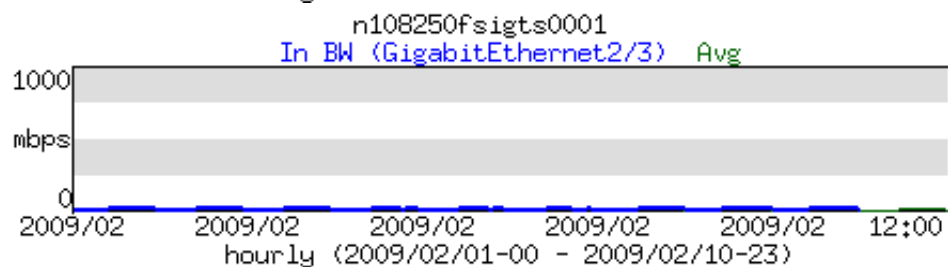 n108250fsigts0001
In BW (GigabitEthernet2/3) Avg
1000
mbps
0
2009/02 2009/02 2009/02 2009/02 2009/02 12:00
hourly (2009/02/01-00 - 2009/02/10-23)